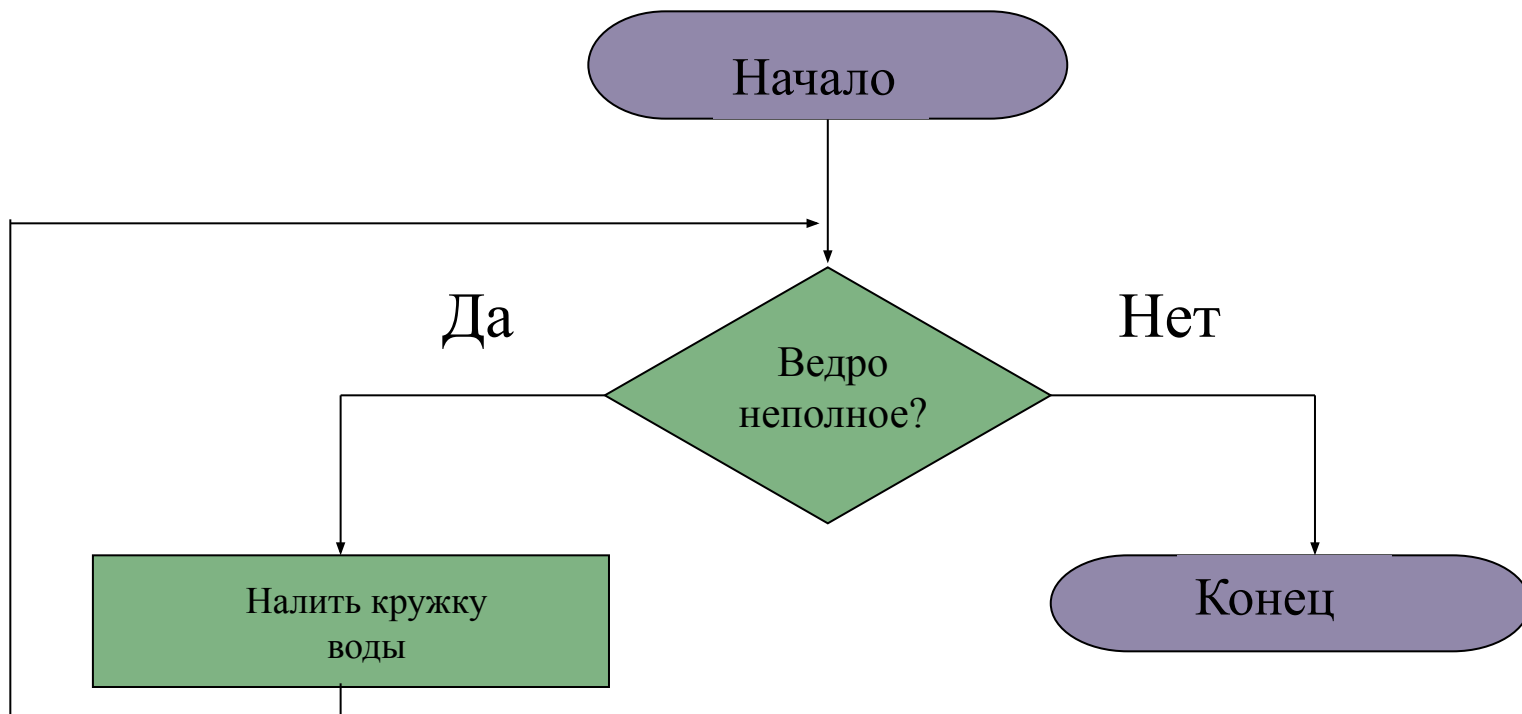 Начало
Да
Нет
Ведро
неполное?
Налить кружку
воды
Конец